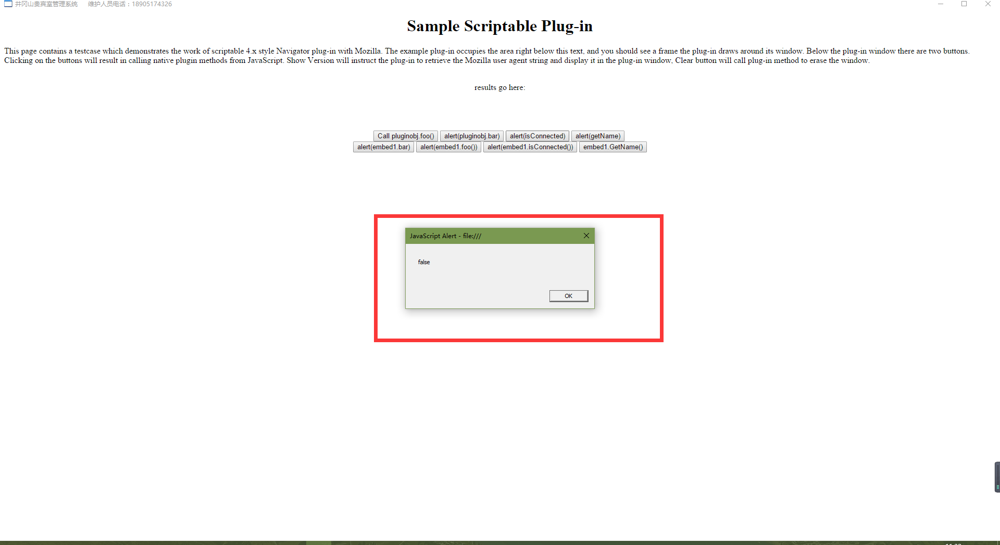 井冈山贵宾室管理系统 维护人员电话：18905174326
Sample Scriptable Plug-in
This page contains a testcase which demonstrates the work of scriptable 4.x style Navigator plug-in with Mozilla. The example plug-in occupies the area right below this text, and you should see a frame the plug-in draws around its window. Below the plug-in window there are two buttons.
Clicking on the buttons will result in calling native plugin methods from JavaScript. Show Version will instruct the plug-in to retrieve the Mozilla user agent string and display it in the plug-in window, Clear button will call plug-in method to erase the window.
results go here:
Call pluginobj.foo() alert(pluginobj.bar) alert(isConnected) alert(getName)
alert(embed1.bar) alert(embed1.foo()) alert(embed1.isConnected()) embed1.GetName()
JavaScript Alert - file:///
false
OK